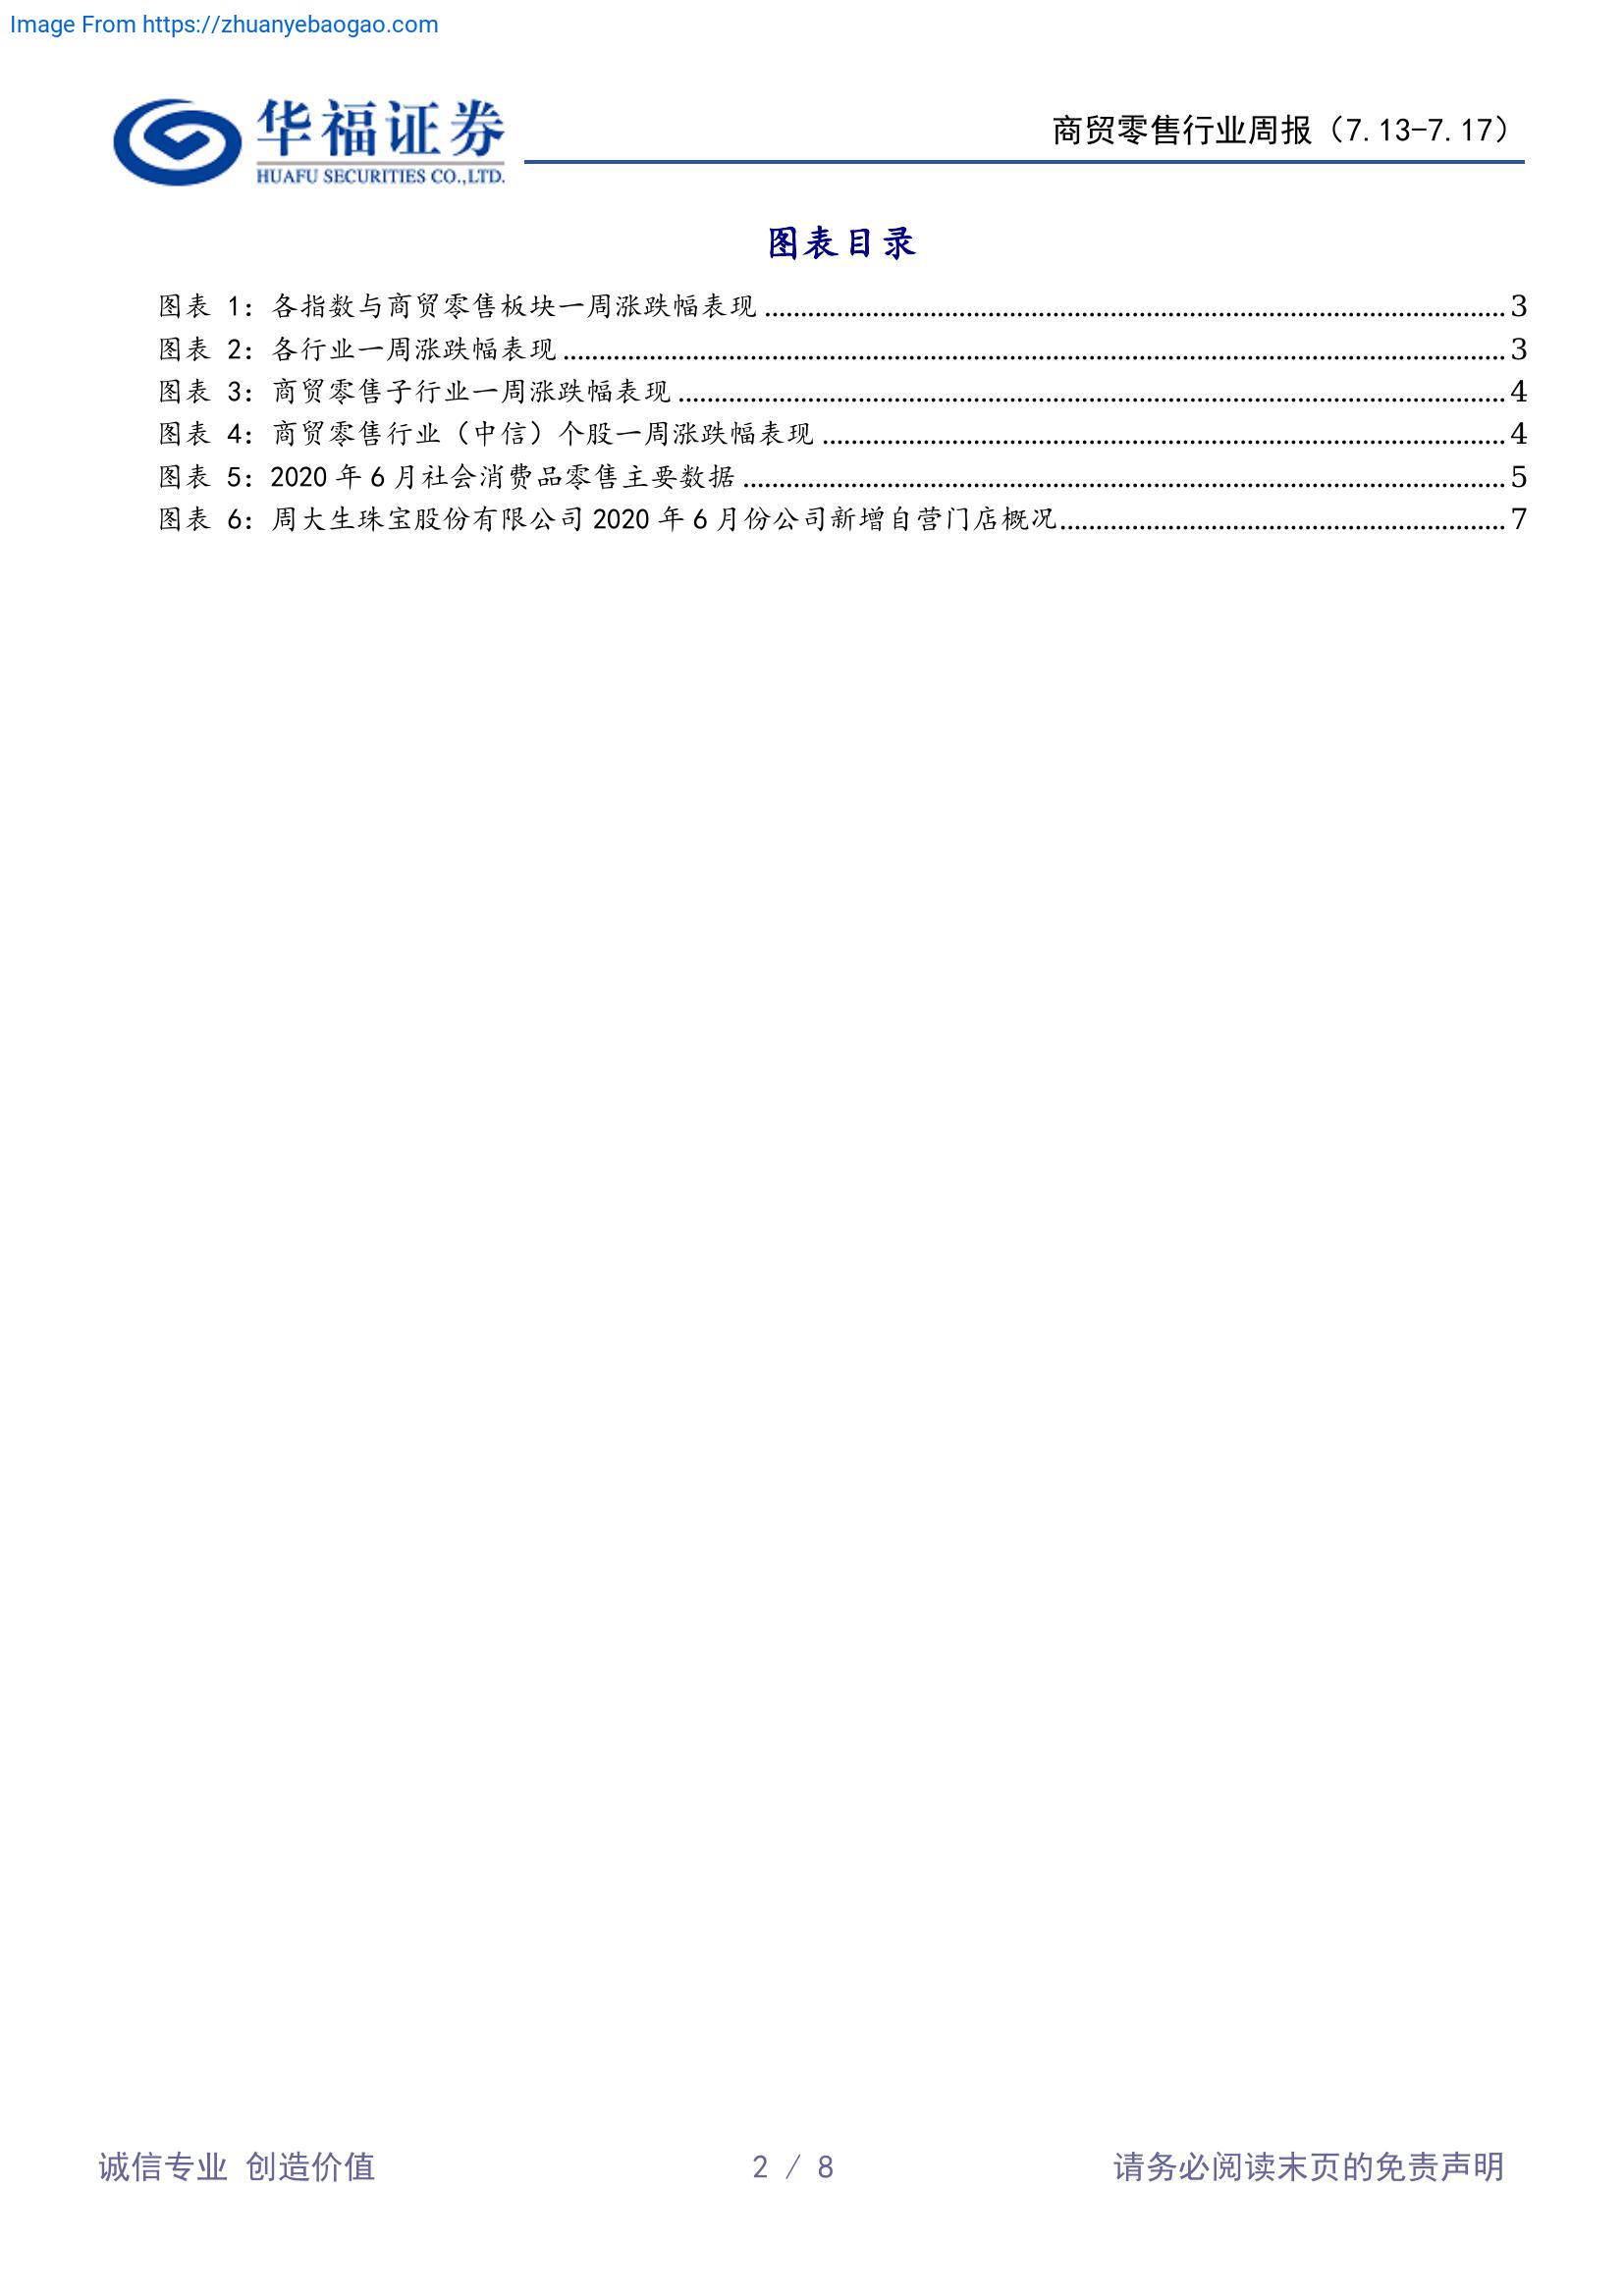 Image From https://zhuanyebaogao.com
华福证券
HUAFU SECURITIES CO.,LTD.
商贸零售行业周报（7.13-7.17）
图表目录
图表 1：各指数与商贸零售板块一周涨跌幅表现 3
图表 2：各行业一周涨跌幅表现 3
图表 3：商贸零售子行业一周涨跌幅表现 4
图表 4：商贸零售行业（中信）个股一周涨跌幅表现 4
图表 5：2020 年 6 月社会消费品零售主要数据 5
图表 6：周大生珠宝股份有限公司 2020 年 6 月份公司新增自营门店概况 7
诚信专业 创造价值 2 / 8 请务必阅读末页的免责声明